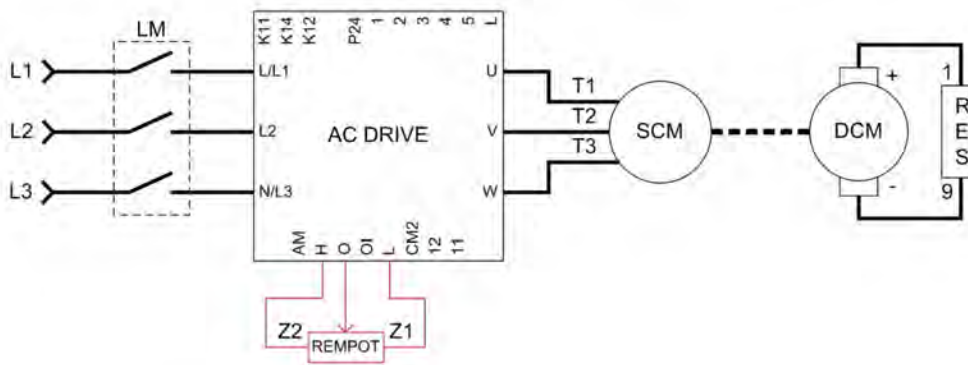 K11 K14 K12 P24 1 2 3 4 5 L
LM
L1 L/L1 U T1 + 1
L2 L2 AC DRIVE V T2 SCM DCM RES
T3
L3 N/L3 W - 9
AM H O OI L CM2 12 11
Z2 REMPOT Z1